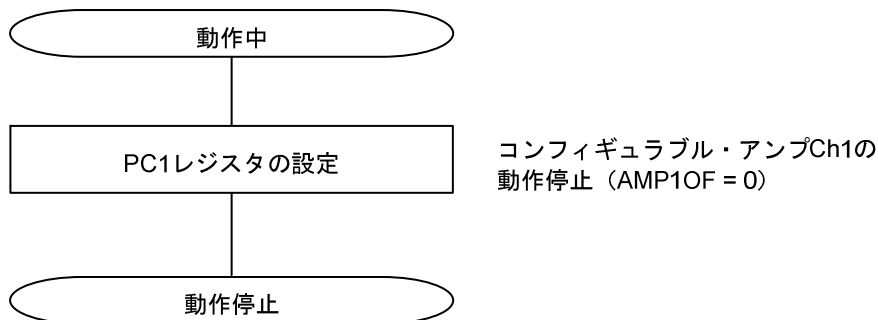 動作中
PC1レジスタの設定
コンフィギュラブル・アンプCh1の
動作停止（AMP1OF = 0）
動作停止